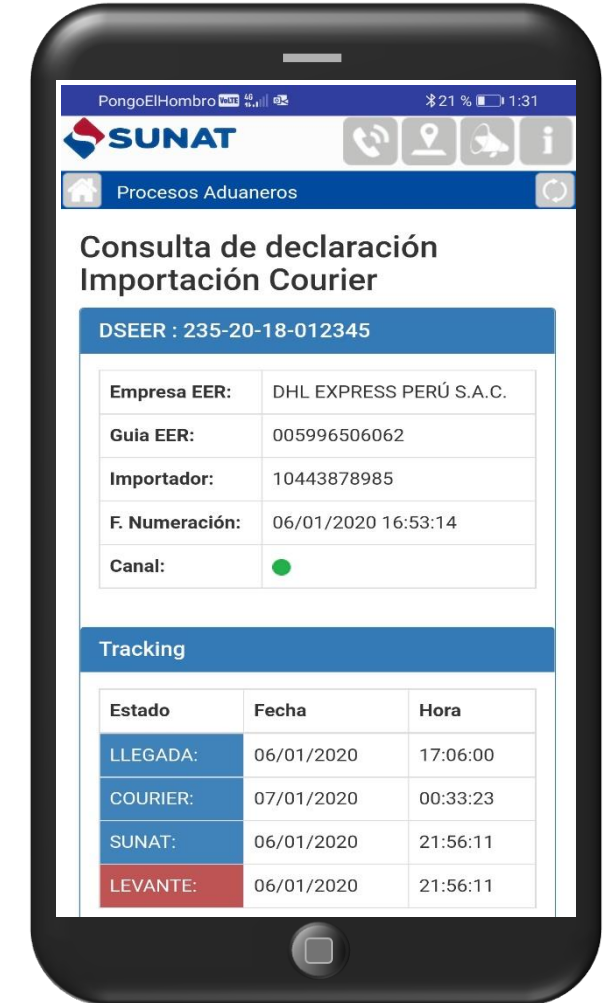 PongoElHombro VoLTE 4G 21 % 1:31
SUNAT
Procesos Aduaneros
Consulta de declaración
Importación Courier
DSEER : 235-20-18-012345
Empresa EER: DHL EXPRESS PERÚ S.A.C.
Guia EER: 005996506062
Importador: 10443878985
F. Numeración: 06/01/2020 16:53:14
Canal:
Tracking
Estado Fecha Hora
LLEGADA: 06/01/2020 17:06:00
COURIER: 07/01/2020 00:33:23
SUNAT: 06/01/2020 21:56:11
LEVANTE: 06/01/2020 21:56:11